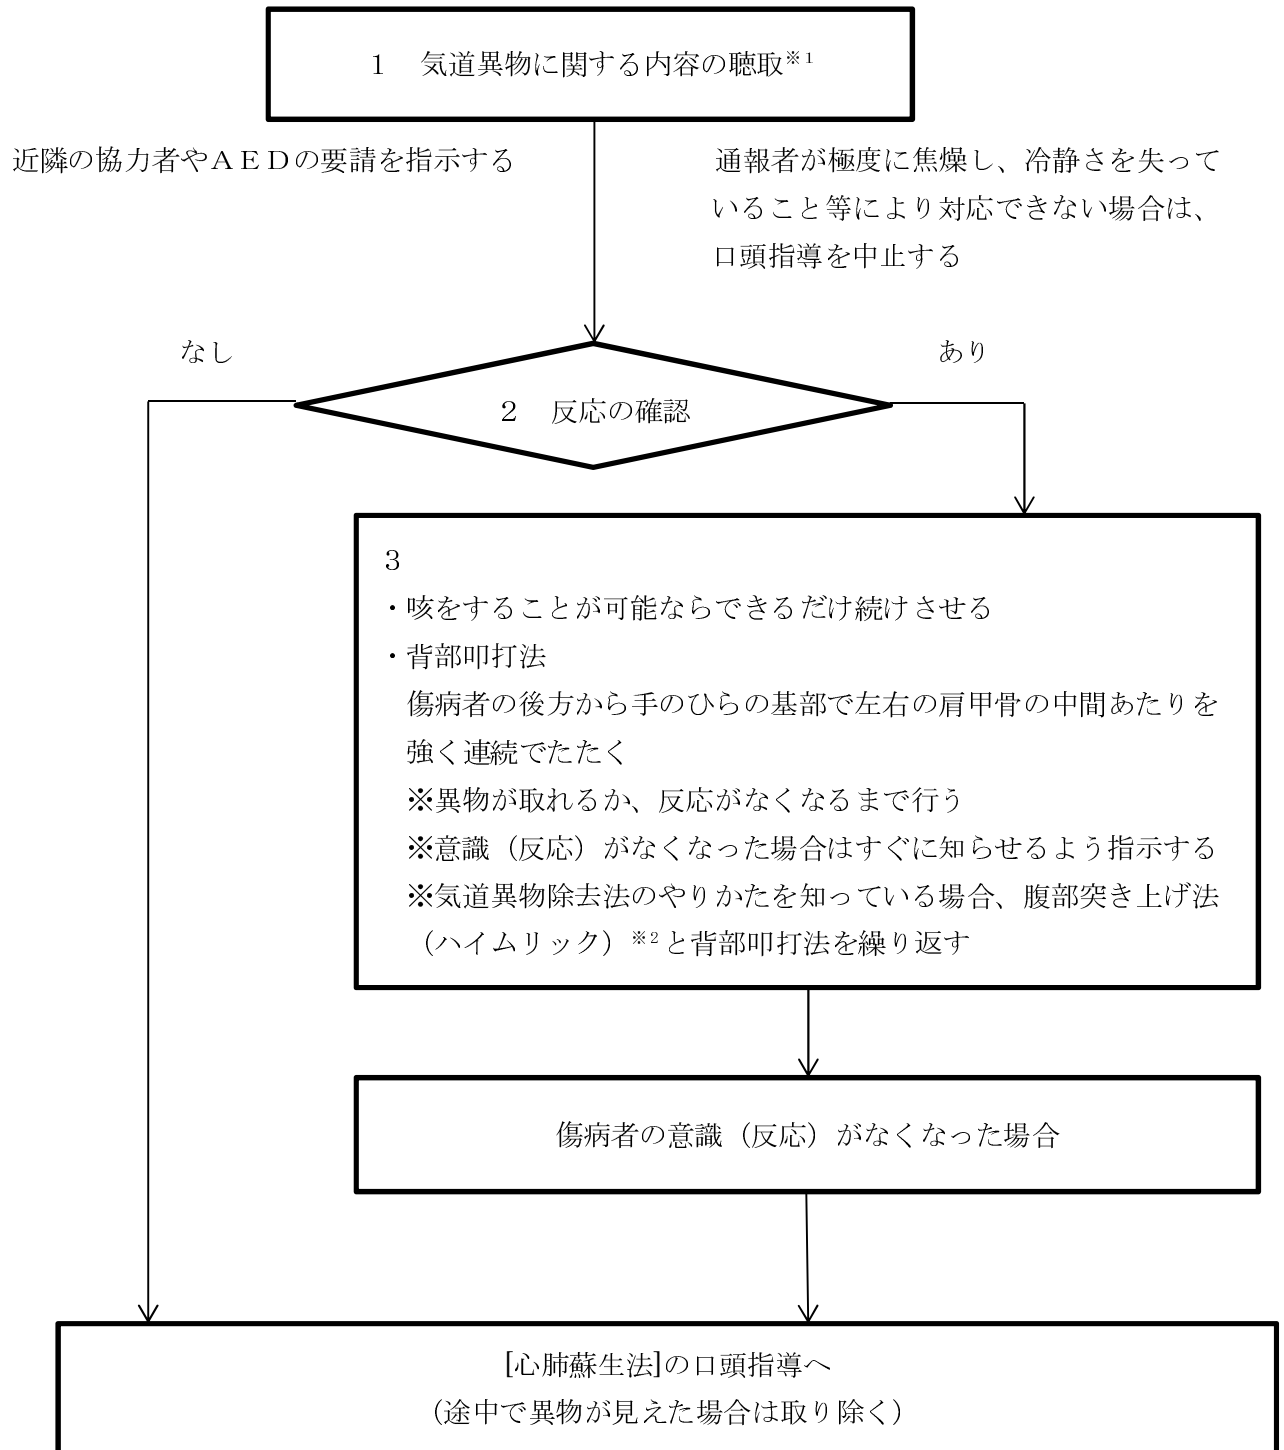 １　気道異物に関する内容の聴取※1
近隣の協力者やＡＥＤの要請を指示する
通報者が極度に焦燥し、冷静さを失って
いること等により対応できない場合は、
口頭指導を中止する
なし
あり
２　反応の確認
３
・咳をすることが可能ならできるだけ続けさせる
・背部叩打法
傷病者の後方から手のひらの基部で左右の肩甲骨の中間あたりを
強く連続でたたく
※異物が取れるか、反応がなくなるまで行う
※意識（反応）がなくなった場合はすぐに知らせるよう指示する
※気道異物除去法のやりかたを知っている場合、腹部突き上げ法
（ハイムリック）※2と背部叩打法を繰り返す
傷病者の意識（反応）がなくなった場合
[心肺蘇生法]の口頭指導へ
（途中で異物が見えた場合は取り除く）